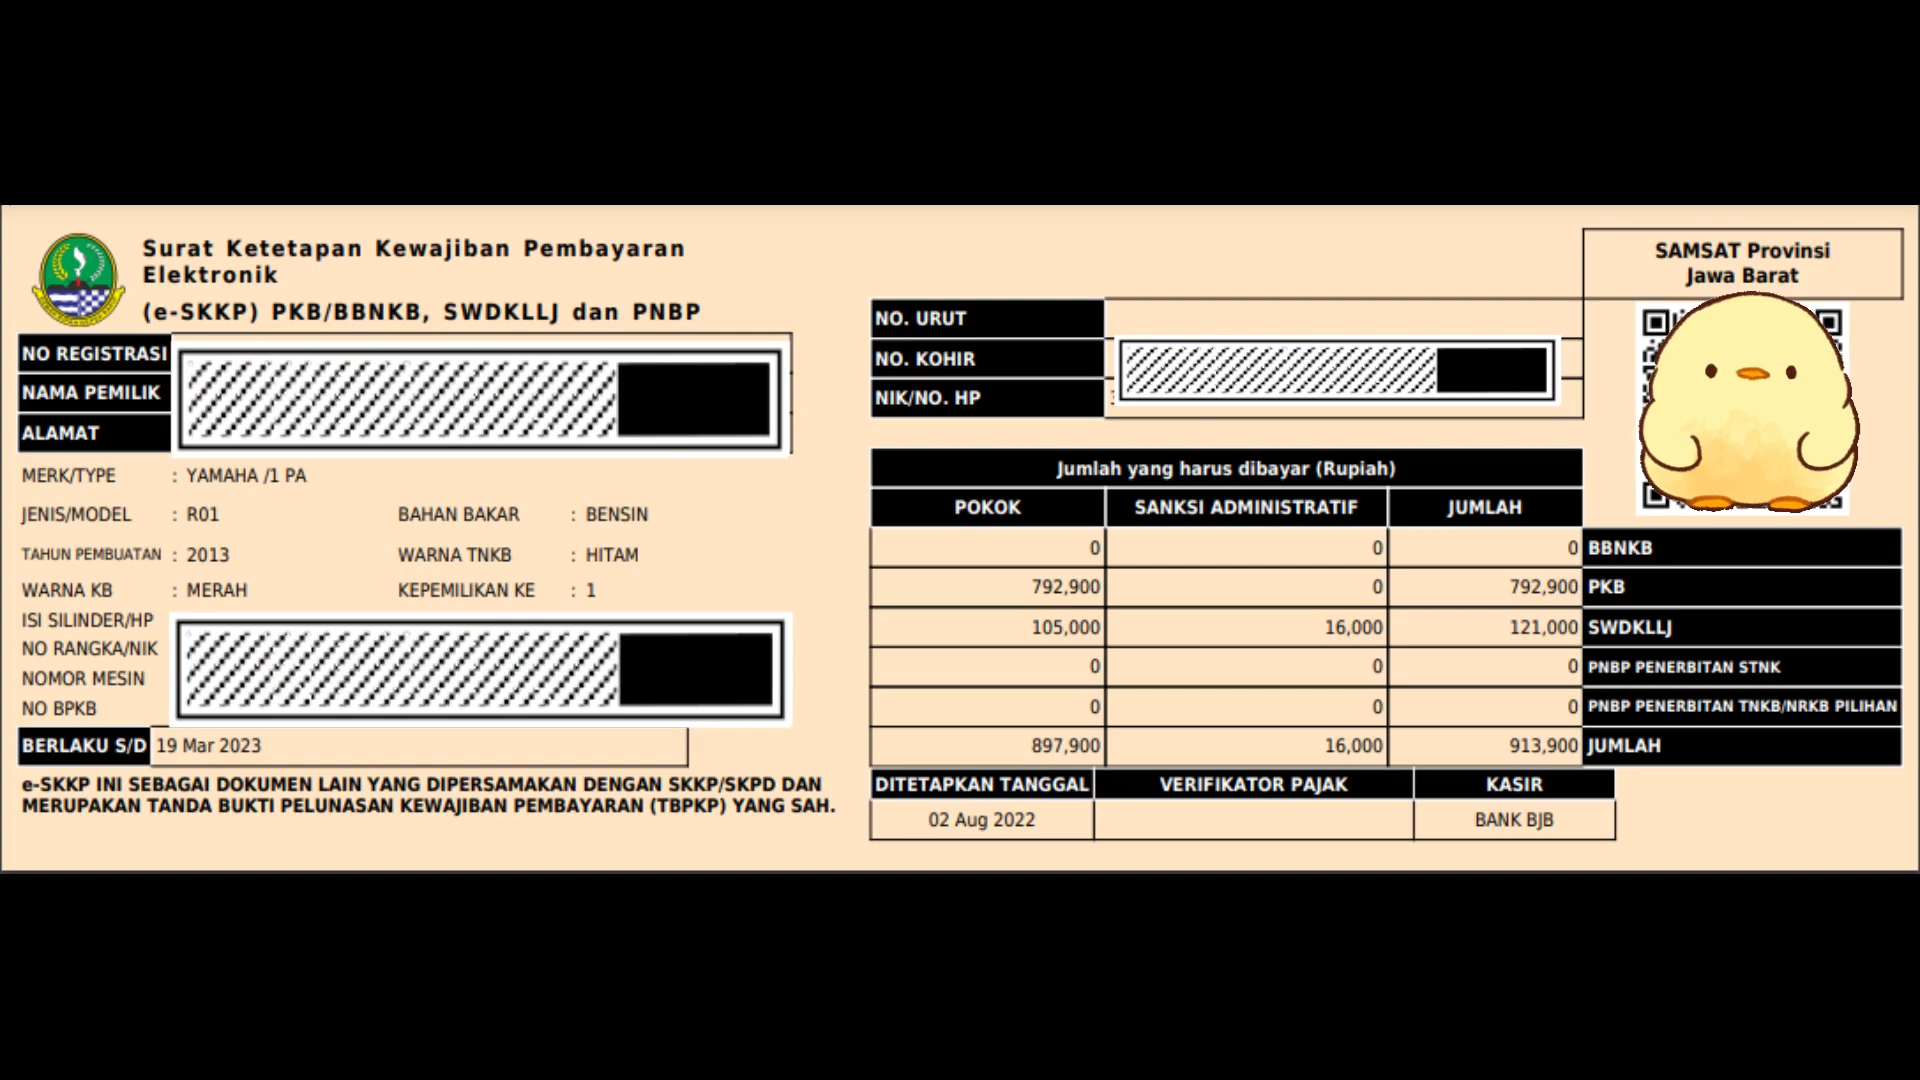 Surat Ketetapan Kewajiban Pembayaran
Elektronik
(e-SKKP) PKB/BBNKB, SWDKLLJ dan PNBP
NO REGISTRASI
NAMA PEMILIK
ALAMAT
MERK/TYPE : YAMAHA /1 PA
JENIS/MODEL : R01 BAHAN BAKAR : BENSIN
TAHUN PEMBUATAN : 2013 WARNA TNKB : HITAM
WARNA KB : MERAH KEPEMILIKAN KE : 1
ISI SILINDER/HP
NO RANGKA/NIK
NOMOR MESIN
NO BPKB
BERLAKU S/D 19 Mar 2023
e-SKKP INI SEBAGAI DOKUMEN LAIN YANG DIPERSAMAKAN DENGAN SKKP/SKPD DAN
MERUPAKAN TANDA BUKTI PELUNASAN KEWAJIBAN PEMBAYARAN (TBPKP) YANG SAH.
SAMSAT Provinsi
Jawa Barat
NO. URUT
NO. KOHIR
NIK/NO. HP
Jumlah yang harus dibayar (Rupiah)
POKOK SANKSI ADMINISTRATIF JUMLAH
0 0 0 BBNKB
792,900 0 792,900 PKB
105,000 16,000 121,000 SWDKLLJ
0 0 0 PNBP PENERBITAN STNK
0 0 0 PNBP PENERBITAN TNKB/NRKB PILIHAN
897,900 16,000 913,900 JUMLAH
DITETAPKAN TANGGAL VERIFIKATOR PAJAK KASIR
02 Aug 2022 BANK BJB